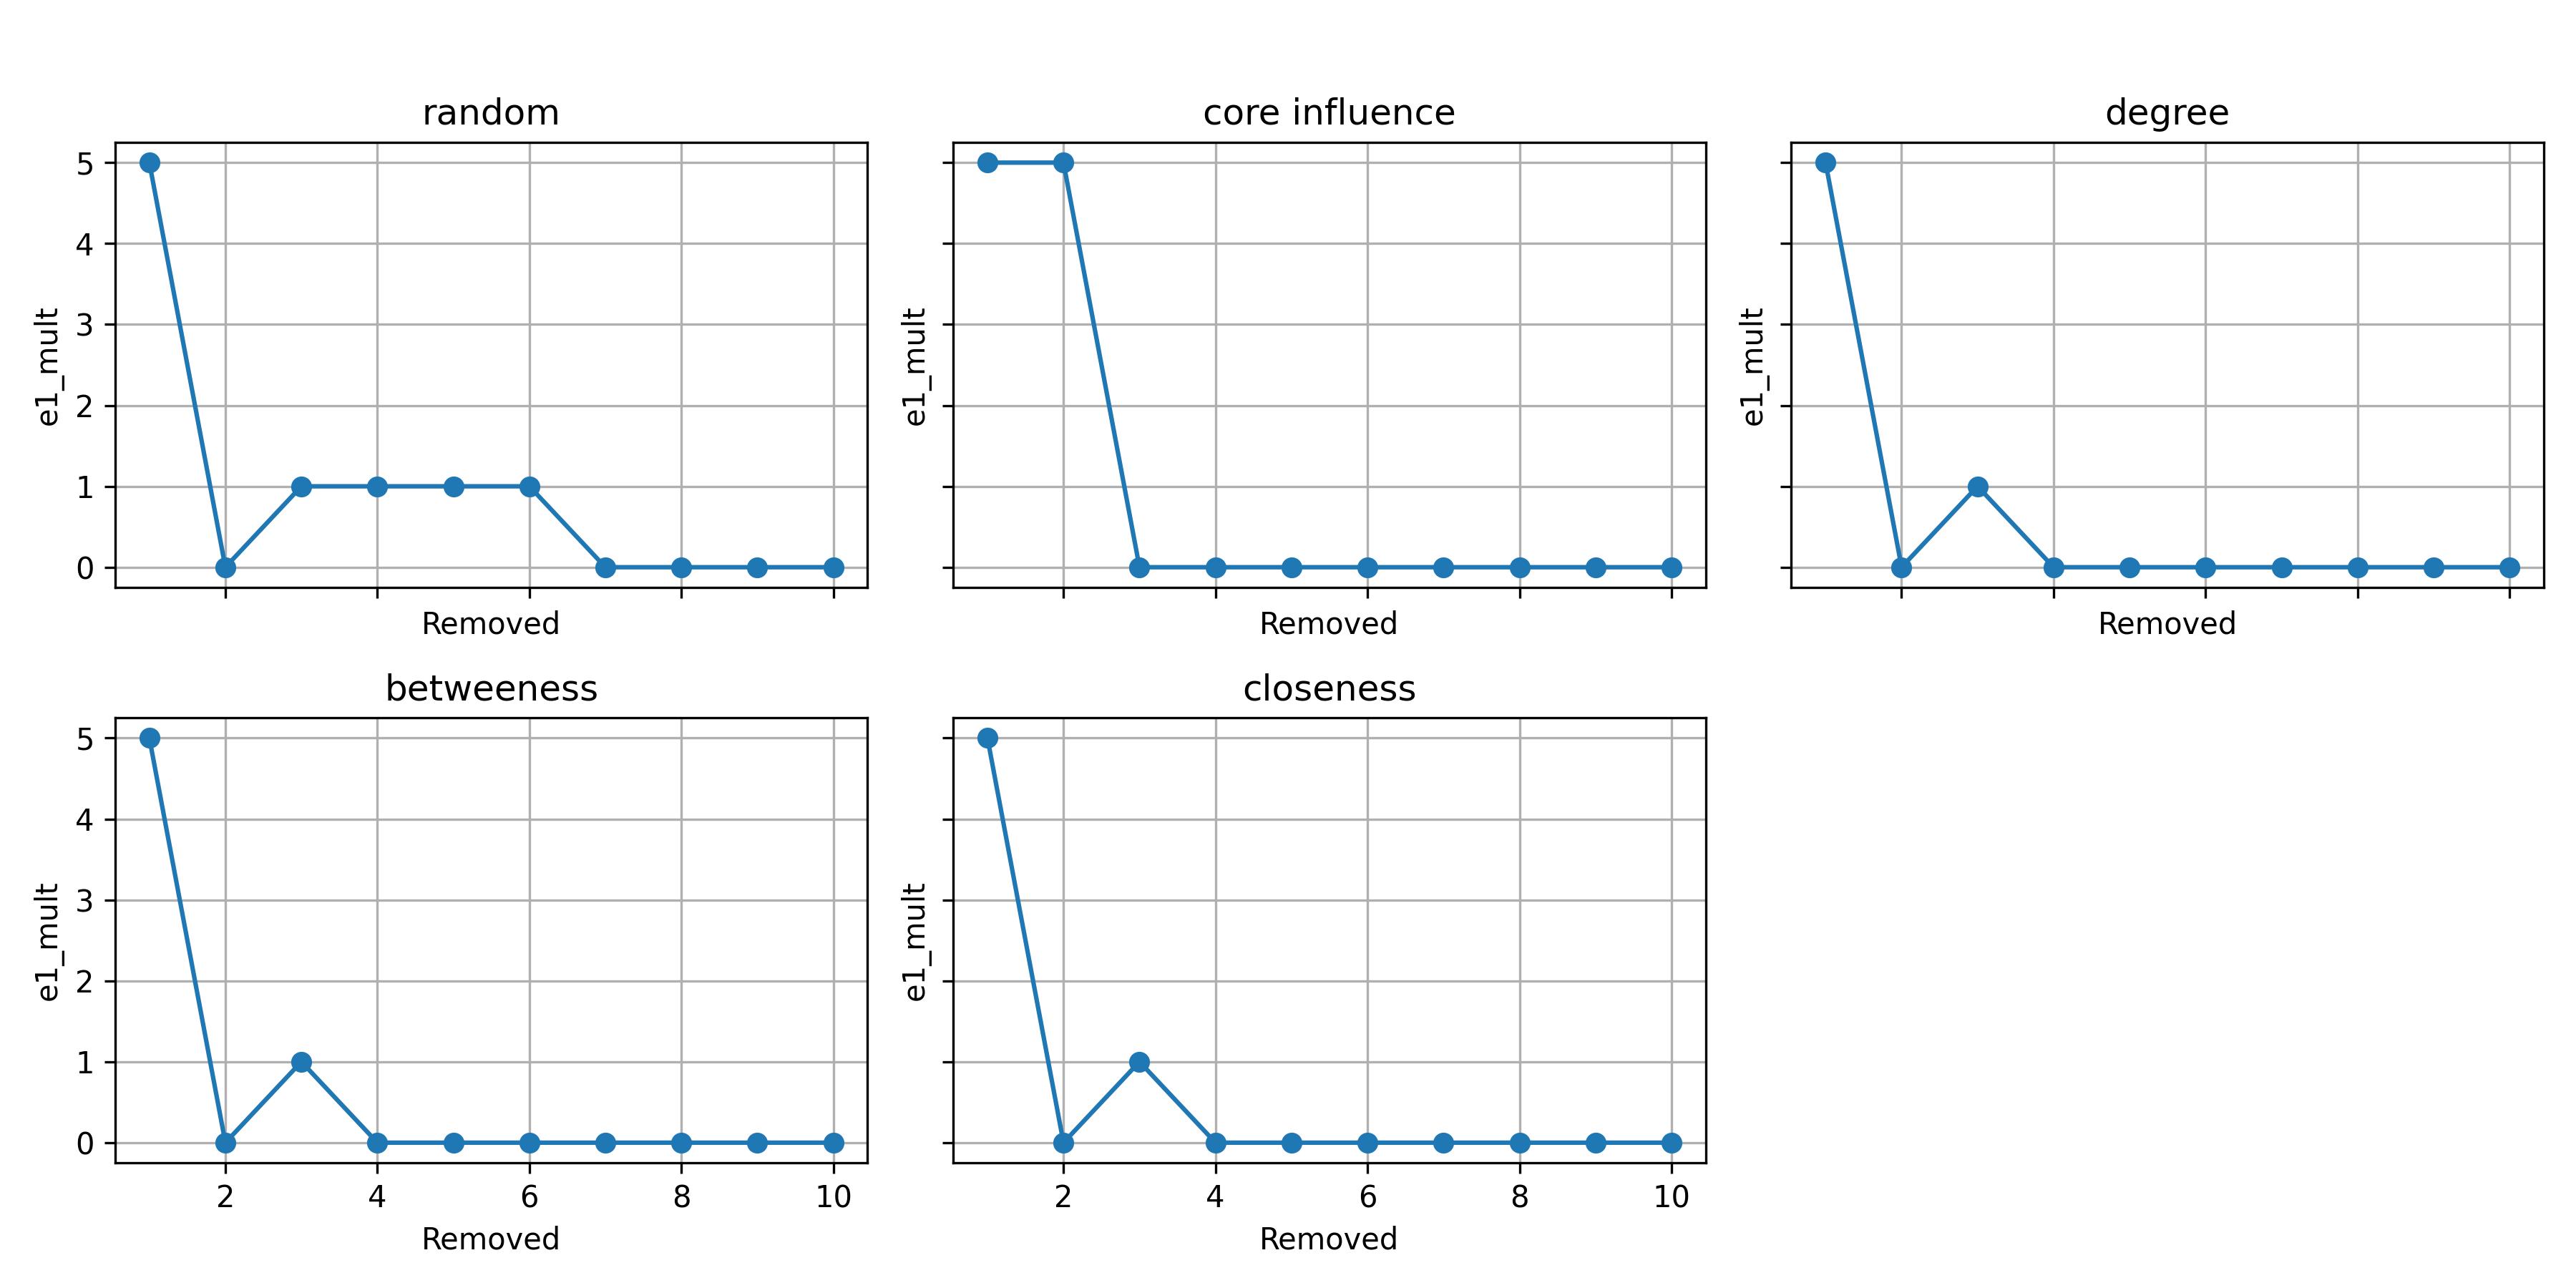 random
core influence
degree
5
4
3
2
1
0
e1_mult
e1_mult
e1_mult
Removed
Removed
Removed
betweeness
closeness
5
4
3
2
1
0
e1_mult
e1_mult
2 4 6 8 10
2 4 6 8 10
Removed
Removed